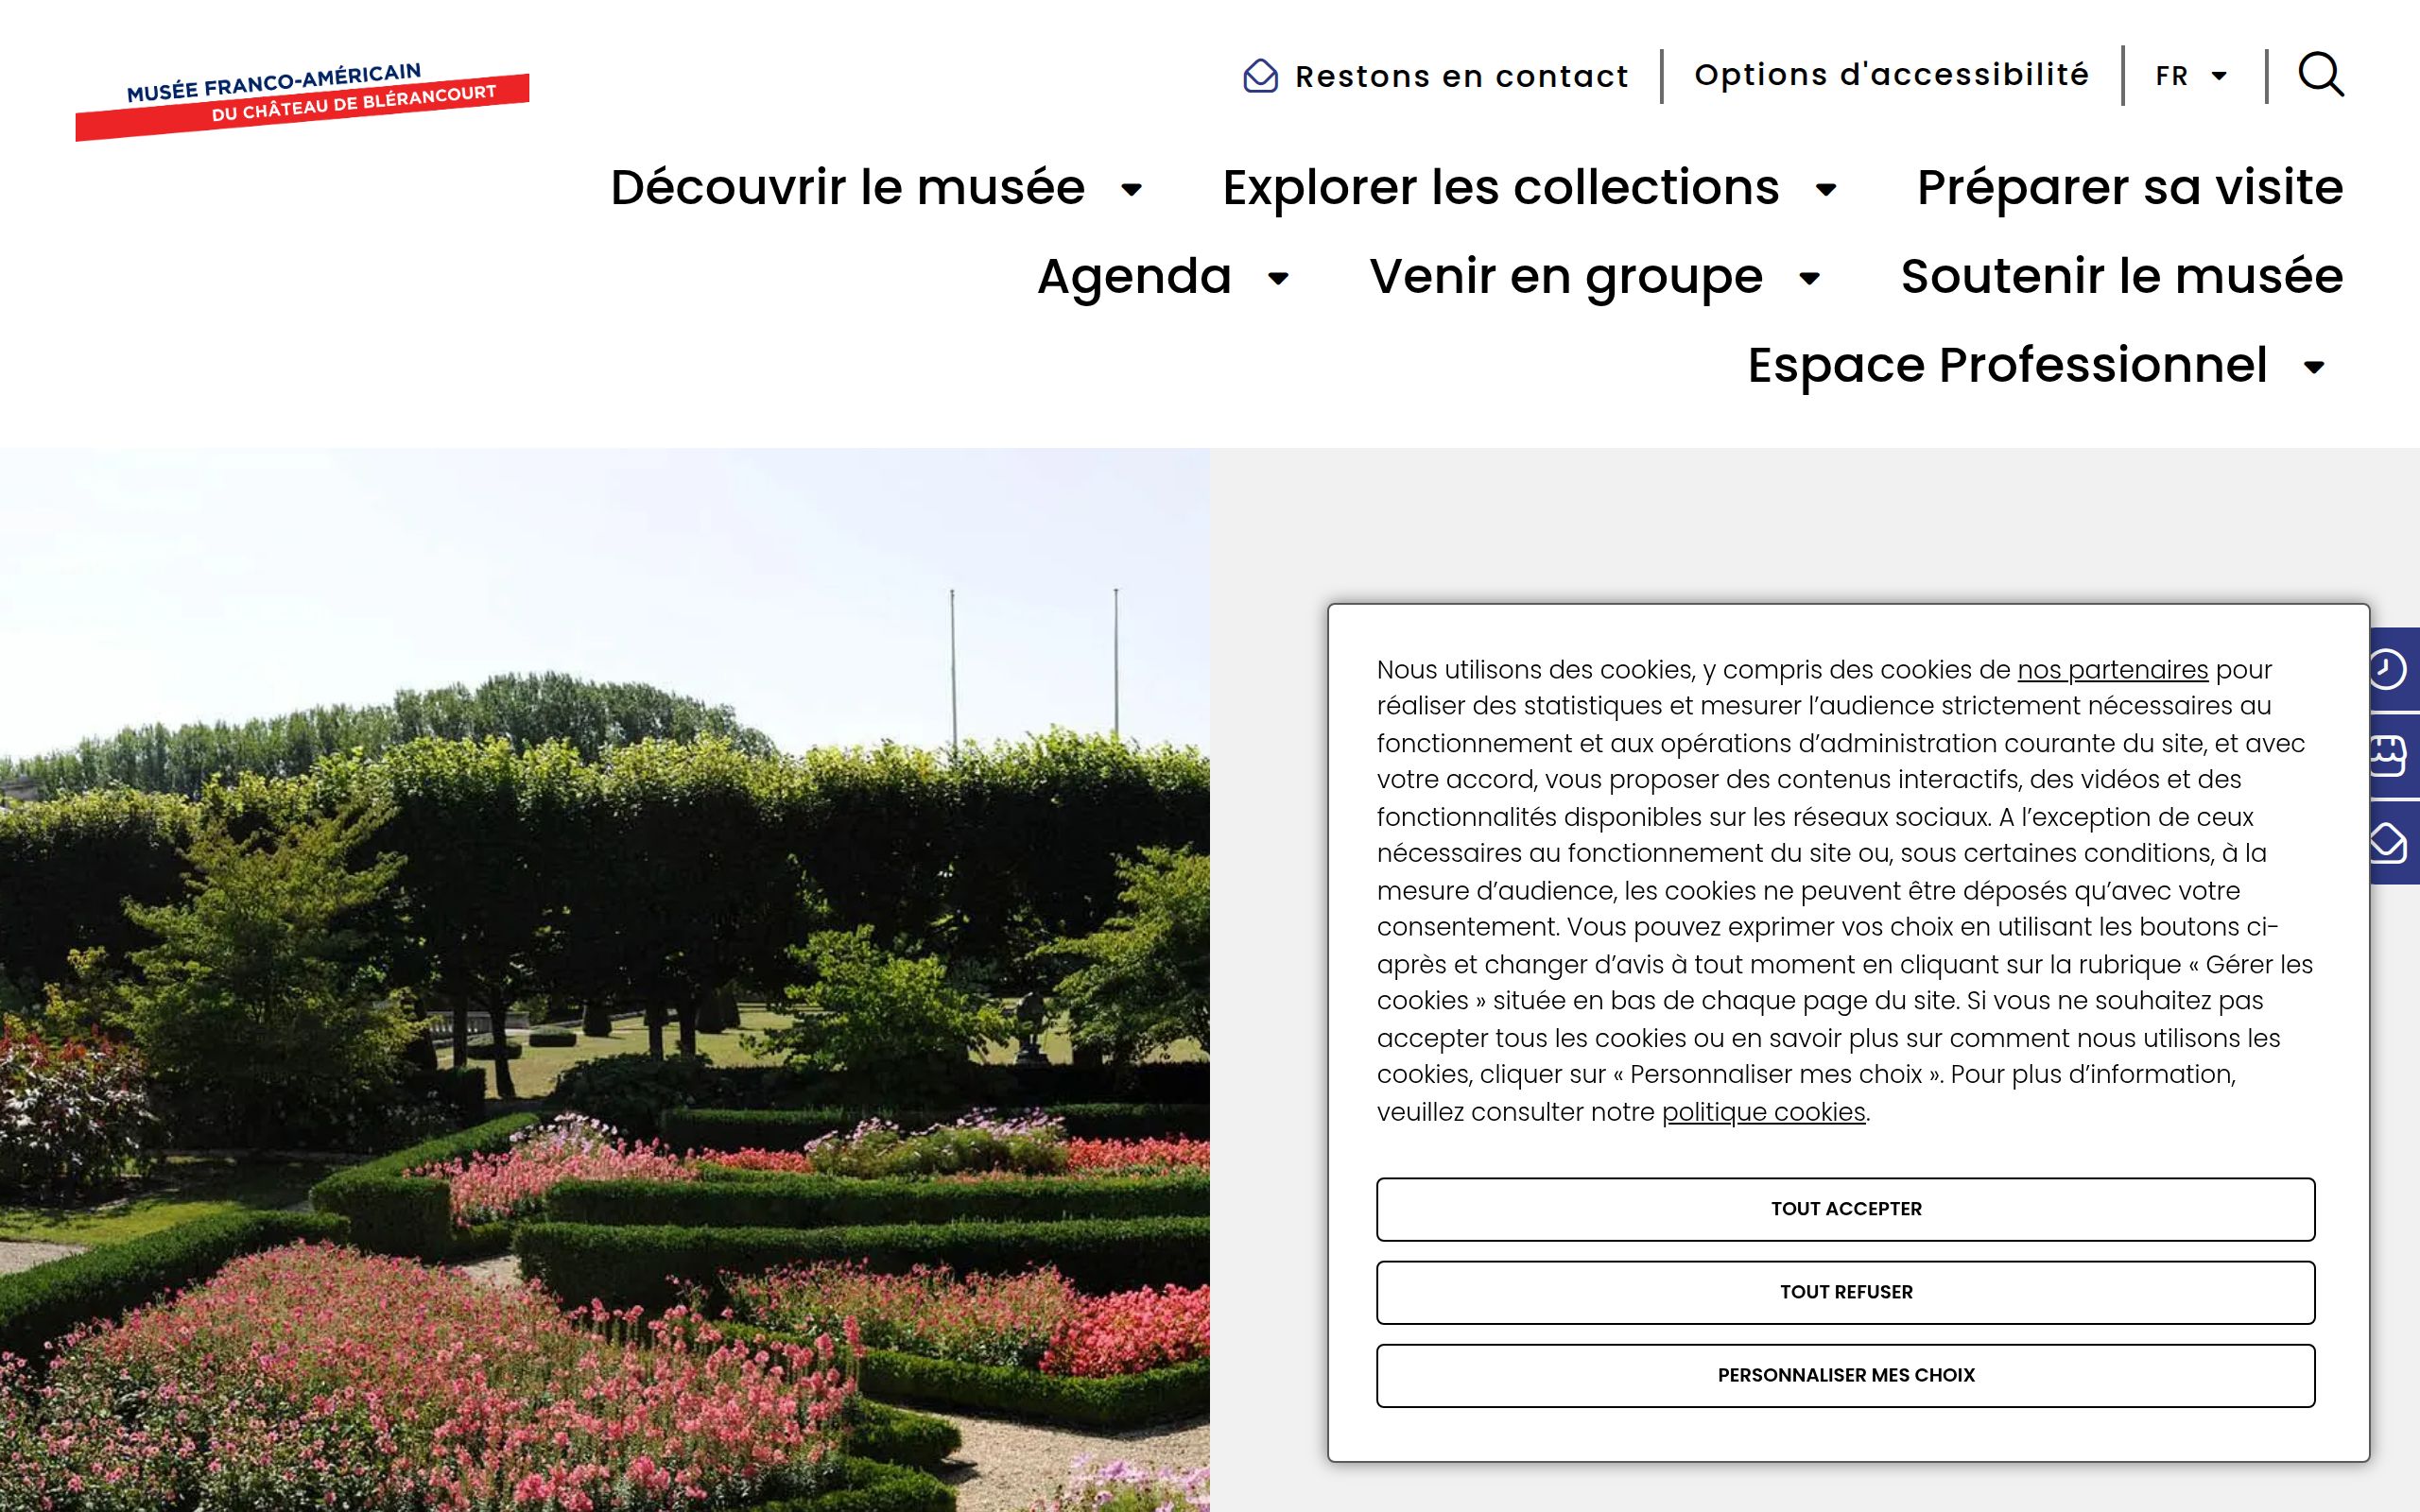 MUSÉE FRANCO-AMÉRICAIN
DU CHÂTEAU DE BLÉRANCOURT
Restons en contact
Options d'accessibilité
FR
Découvrir le musée
Explorer les collections
Préparer sa visite
Agenda
Venir en groupe
Soutenir le musée
Espace Professionnel
Nous utilisons des cookies, y compris des cookies de nos partenaires pour
réaliser des statistiques et mesurer l’audience strictement nécessaires au
fonctionnement et aux opérations d’administration courante du site, et avec
votre accord, vous proposer des contenus interactifs, des vidéos et des
fonctionnalités disponibles sur les réseaux sociaux. A l’exception de ceux
nécessaires au fonctionnement du site ou, sous certaines conditions, à la
mesure d’audience, les cookies ne peuvent être déposés qu’avec votre
consentement. Vous pouvez exprimer vos choix en utilisant les boutons ci-
après et changer d’avis à tout moment en cliquant sur la rubrique « Gérer les
cookies » située en bas de chaque page du site. Si vous ne souhaitez pas
accepter tous les cookies ou en savoir plus sur comment nous utilisons les
cookies, cliquer sur « Personnaliser mes choix ». Pour plus d’information,
veuillez consulter notre politique cookies.
TOUT ACCEPTER
TOUT REFUSER
PERSONNALISER MES CHOIX